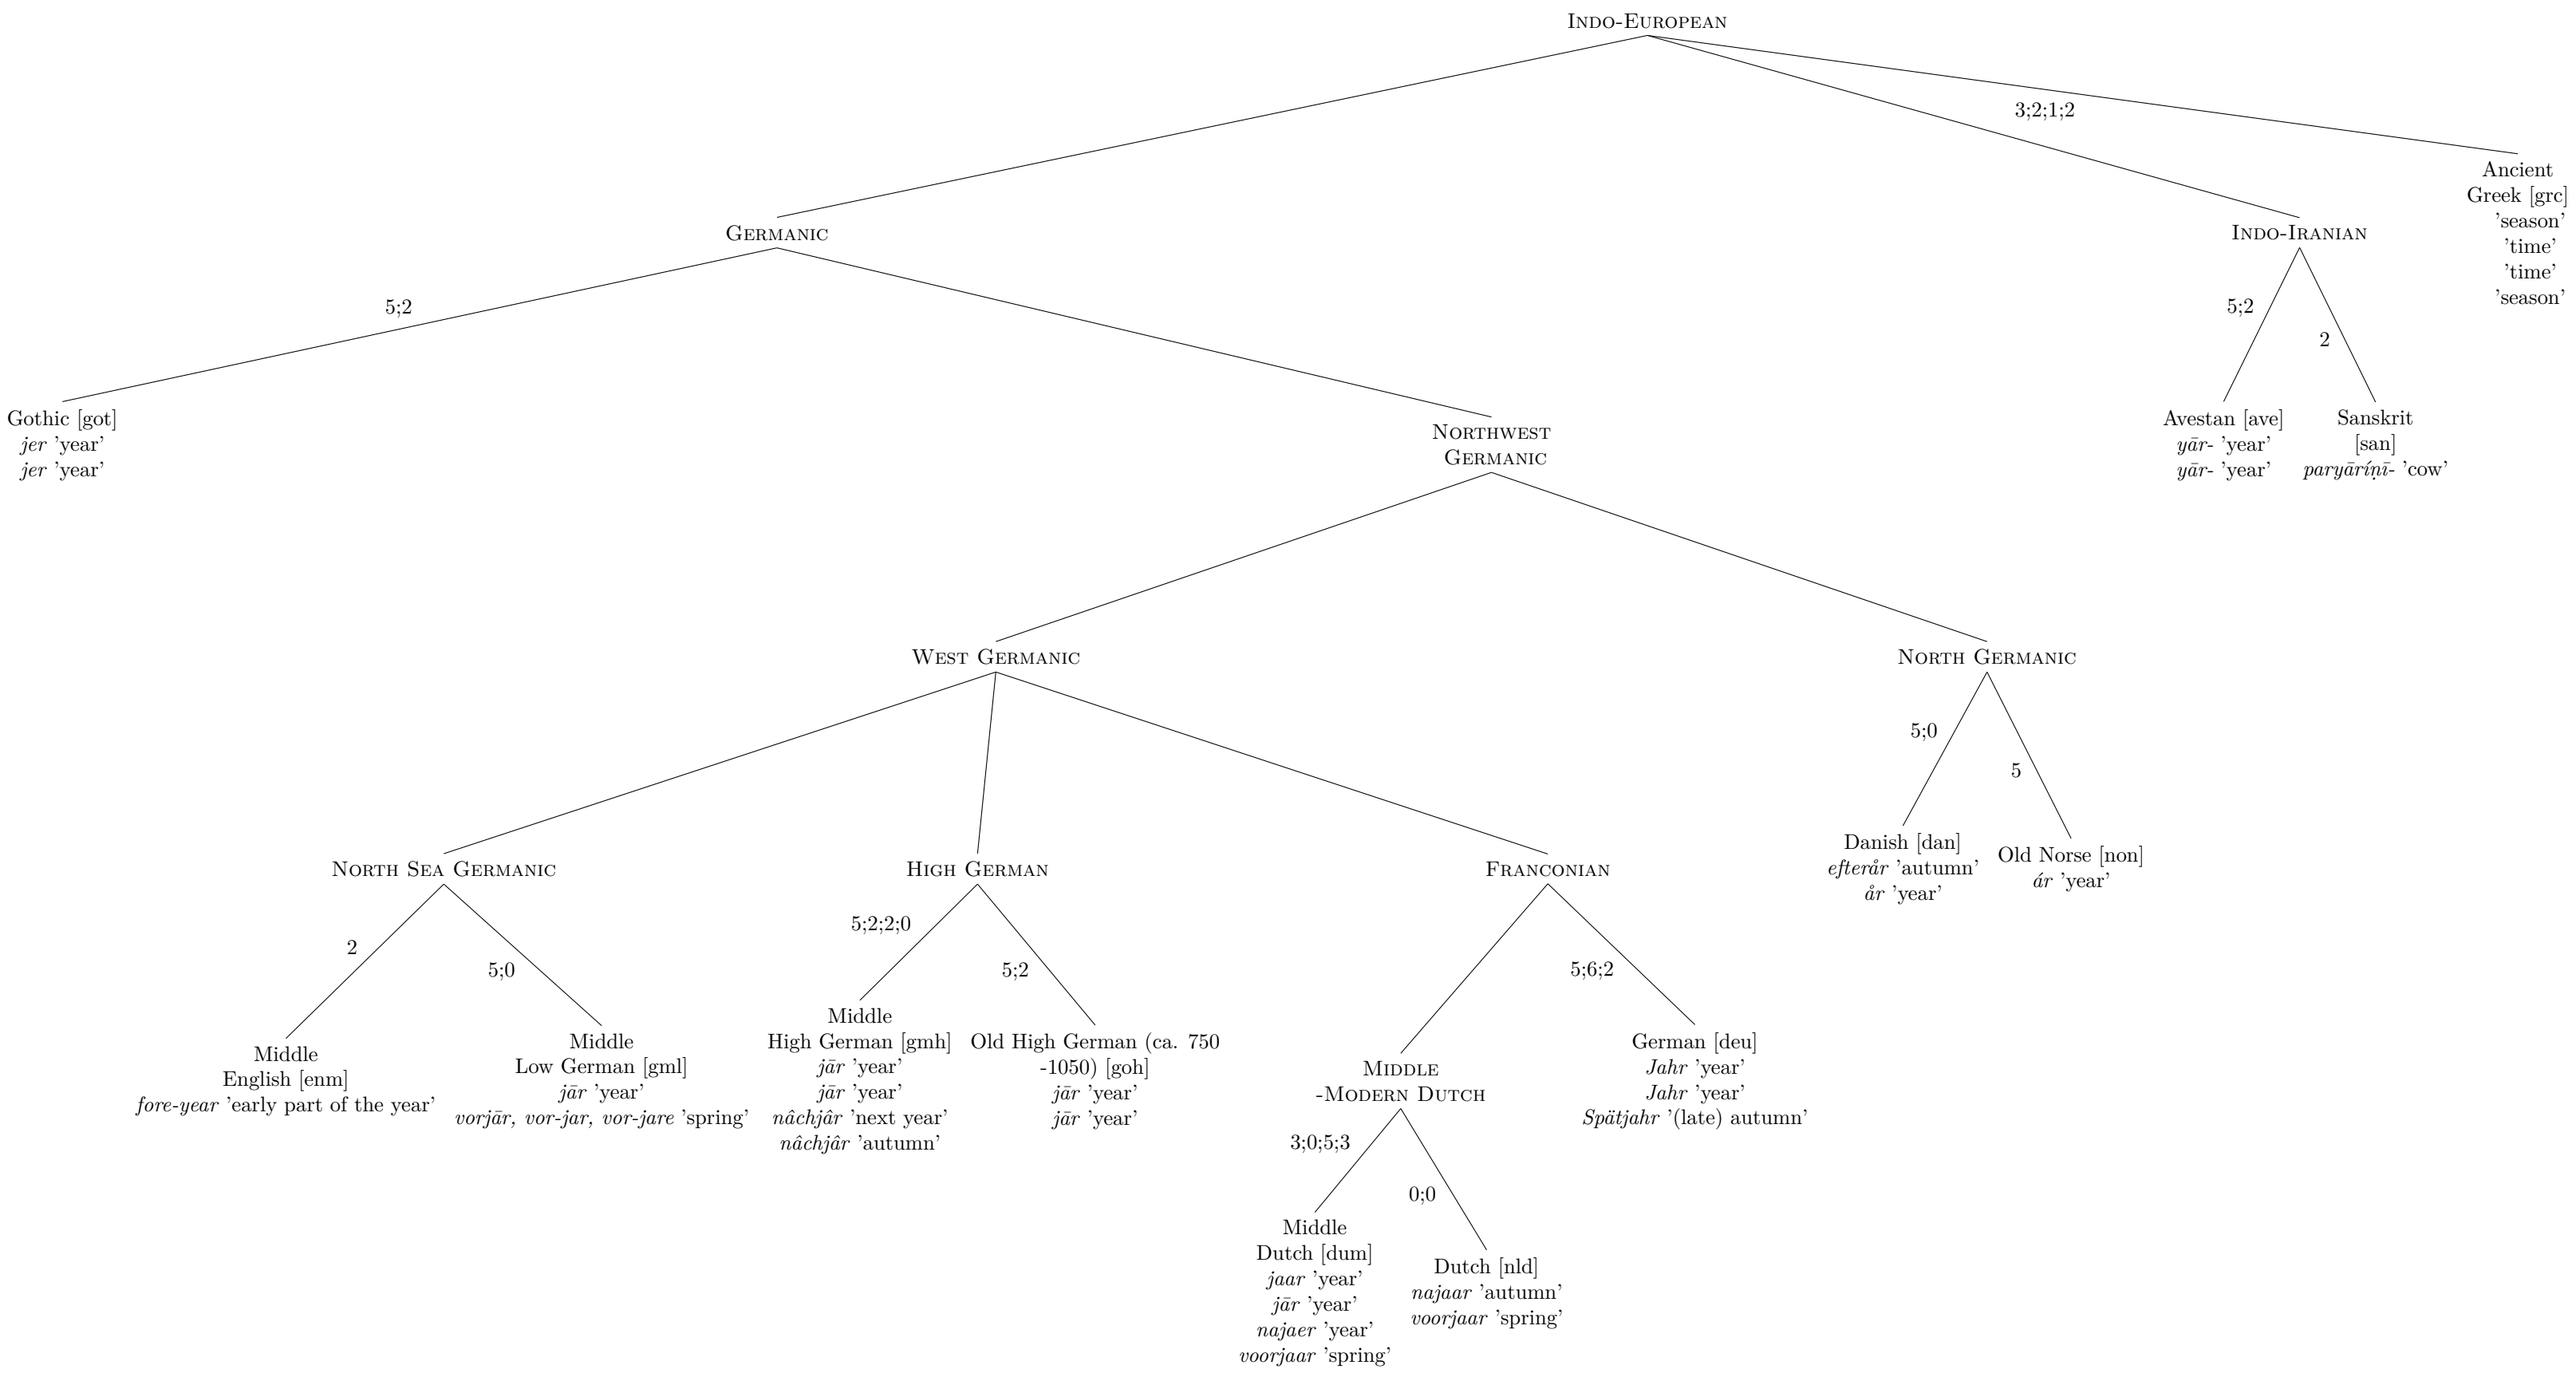 INDO-EUROPEAN
3;2;1;2
Ancient
Greek [grc]
'season'
'time'
'time'
'season'
GERMANIC
INDO-IRANIAN
5;2
5;2
2
Gothic [got]
jer 'year'
jer 'year'
NORTHWEST
GERMANIC
Avestan [ave]
yār- 'year'
yār- 'year'
Sanskrit
[san]
paryāríṇī- 'cow'
WEST GERMANIC
NORTH GERMANIC
5;0
5
Danish [dan]
efterår 'autumn'
år 'year'
Old Norse [non]
ár 'year'
NORTH SEA GERMANIC
HIGH GERMAN
FRANCONIAN
2
5;0
5;2;2;0
5;2
5;6;2
Middle
English [enm]
fore-year 'early part of the year'
Middle
Low German [gml]
jār 'year'
vorjār, vor-jar, vor-jare 'spring'
Middle
High German [gmh]
jār 'year'
jār 'year'
nâchjâr 'next year'
nâchjâr 'autumn'
Old High German (ca. 750
-1050) [goh]
jār 'year'
jār 'year'
MIDDLE
-MODERN DUTCH
German [deu]
Jahr 'year'
Jahr 'year'
Spätjahr '(late) autumn'
3;0;5;3
0;0
Middle
Dutch [dum]
jaar 'year'
jār 'year'
najaer 'year'
voorjaar 'spring'
Dutch [nld]
najaar 'autumn'
voorjaar 'spring'